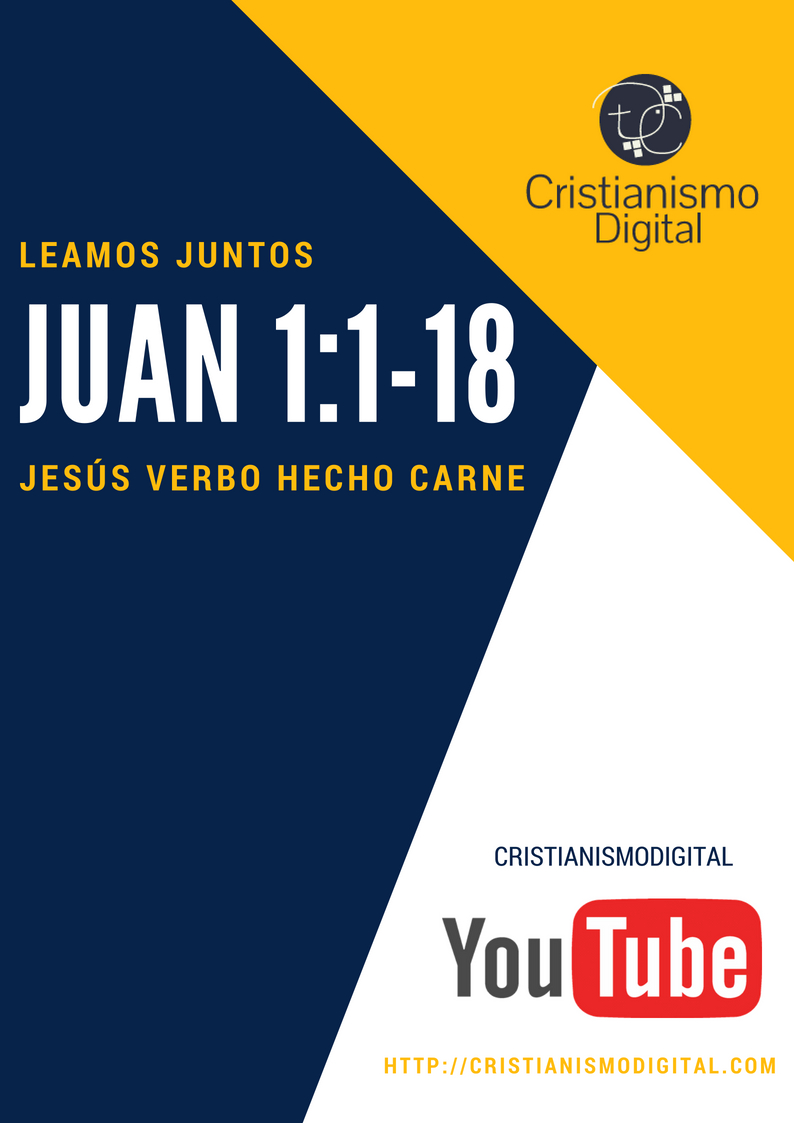 Cristianismo
Digital
LEAMOS JUNTOS
JUAN 1:1-18
JESÚS VERBO HECHO CARNE
CRISTIANISMODIGITAL
YouTube
HTTP://CRISTIANISMODIGITAL.COM